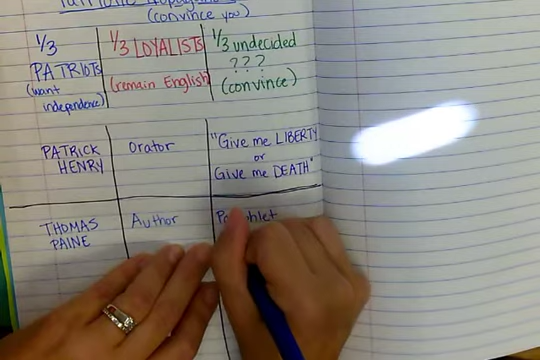 (convince you)
1/3
PATRIOTS
(want
independence)
1/3 LOYALISTS
(remain English)
1/3 undecided
? ? ?
(convince)
PATRICK
HENRY
Orator
"Give me LIBERTY
or
Give me DEATH"
THOMAS
PAINE
Author
Pamphlet